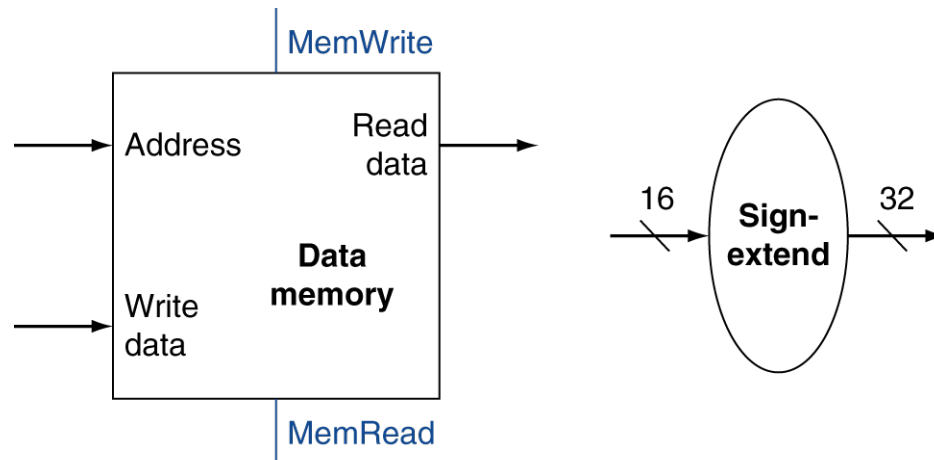 MemWrite
Address
Read
data
Data
memory
Write
data
MemRead
16
Sign-
extend
32